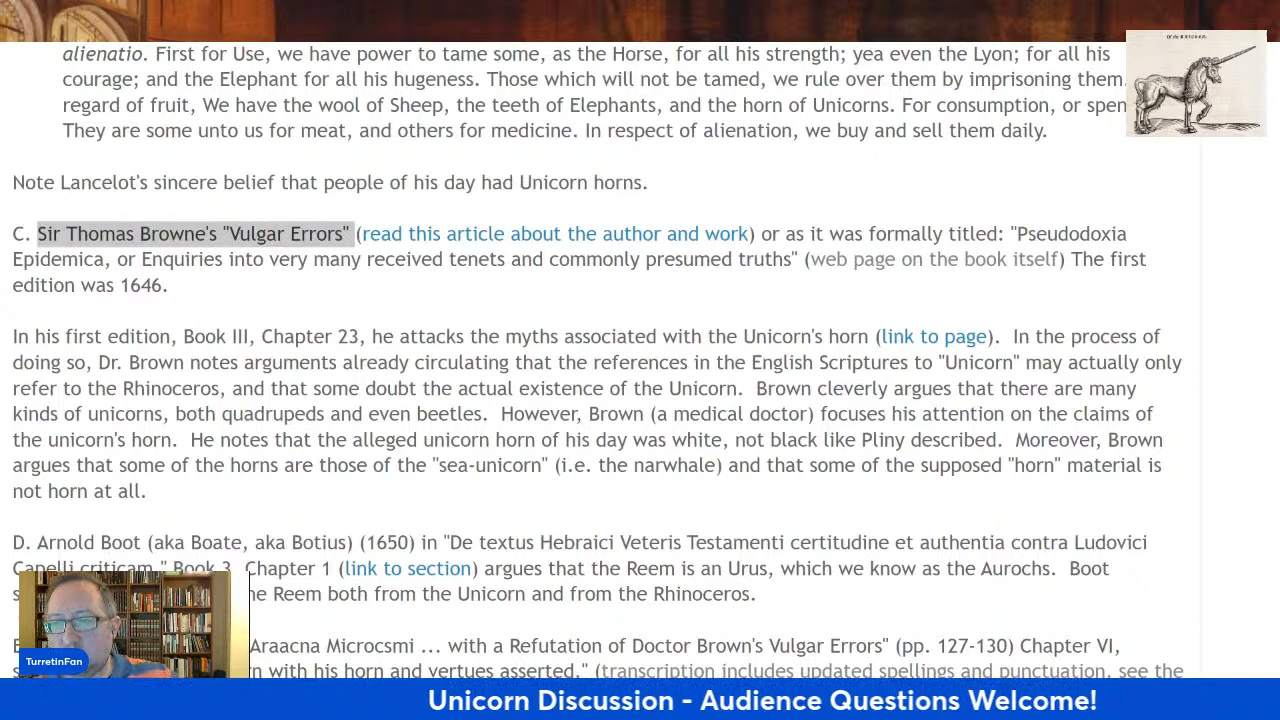 Of the UNICORN.
alienatio. First for Use, we have power to tame some, as the Horse, for all his strength; yea even the Lyon; for all his
courage; and the Elephant for all his hugeness. Those which will not be tamed, we rule over them by imprisoning them.
regard of fruit, We have the wool of Sheep, the teeth of Elephants, and the horn of Unicorns. For consumption, or
They are some unto us for meat, and others for medicine. In respect of alienation, we buy and sell them daily.
Note Lancelot's sincere belief that people of his day had Unicorn horns.
C. Sir Thomas Browne's "Vulgar Errors" (read this article about the author and work) or as it was formally titled: "Pseudodoxia
Epidemica, or Enquiries into very many received tenets and commonly presumed truths" (web page on the book itself) The first
edition was 1646.
In his first edition, Book III, Chapter 23, he attacks the myths associated with the Unicorn's horn (link to page).  In the process of
doing so, Dr. Brown notes arguments already circulating that the references in the English Scriptures to "Unicorn" may actually only
refer to the Rhinoceros, and that some doubt the actual existence of the Unicorn.  Brown cleverly argues that there are many
kinds of unicorns, both quadrupeds and even beetles.  However, Brown (a medical doctor) focuses his attention on the claims of
the unicorn's horn.  He notes that the alleged unicorn horn of his day was white, not black like Pliny described.  Moreover, Brown
argues that some of the horns are those of the "sea-unicorn" (i.e. the narwhale) and that some of the supposed "horn" material is
not horn at all.
D. Arnold Boot (aka Boate, aka Botius) (1650) in "De textus Hebraici Veteris Testamenti certitudine et authentia contra Ludovici
Capelli criticam," Book 3, Chapter 1 (link to section) argues that the Reem is an Urus, which we know as the Aurochs.  Boot
the Reem both from the Unicorn and from the Rhinoceros.
Araacna Microcsmi ... with a Refutation of Doctor Brown's Vulgar Errors" (pp. 127-130) Chapter VI,
with his horn and vertues asserted." (transcription includes updated spellings and punctuation, see the
TurretinFan
Unicorn Discussion - Audience Questions Welcome!